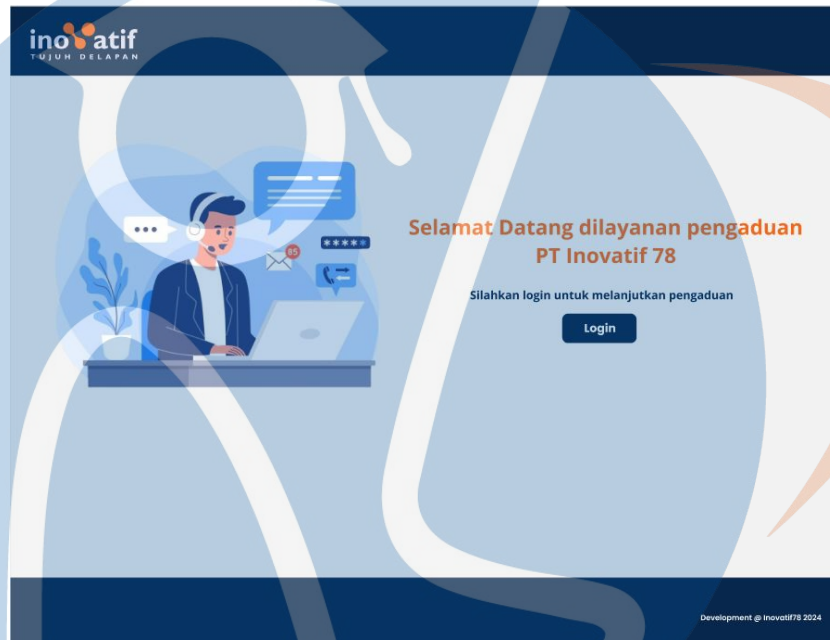 inovatif
TUJUH DELAPAN
85
*****
Selamat Datang dilayanan pengaduan
PT Inovatif 78
Silahkan login untuk melanjutkan pengaduan
Login
Development @ Inovatif78 2024